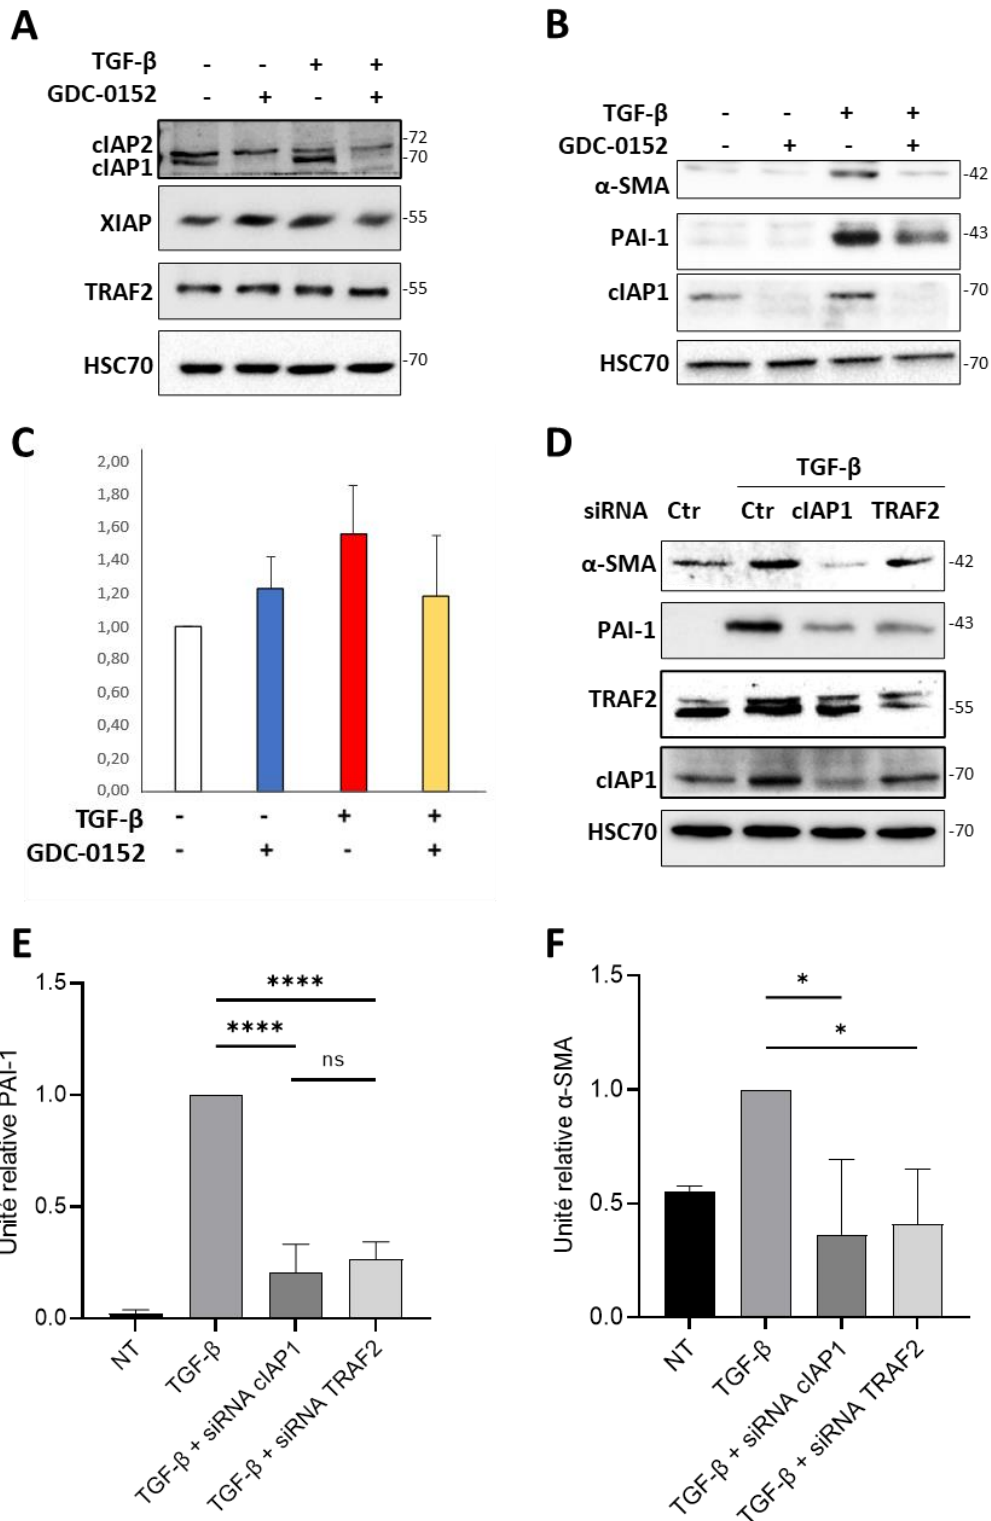 A
TGF-β - - + +
GDC-0152 - + - +
cIAP2
cIAP1
-72
-70
XIAP -55
TRAF2 -55
HSC70 -70
B
TGF-β - - + +
GDC-0152 - + - +
α-SMA -42
PAI-1 -43
cIAP1 -70
HSC70 -70
C
2,00
1,80
1,60
1,40
1,20
1,00
0,80
0,60
0,40
0,20
0,00
TGF-β - - + +
GDC-0152 - + - +
D
TGF-β
siRNA Ctr Ctr cIAP1 TRAF2
α-SMA -42
PAI-1 -43
TRAF2 -55
cIAP1 -70
HSC70 -70
E
Unité relative PAI-1
1.5
1.0
0.5
0.0
****
****
ns
NT
TGF-β
TGF-β + siRNA cIAP1
TGF-β + siRNA TRAF2
F
Unité relative α-SMA
1.5
1.0
0.5
0.0
*
*
NT
TGF-β
TGF-β + siRNA cIAP1
TGF-β + siRNA TRAF2